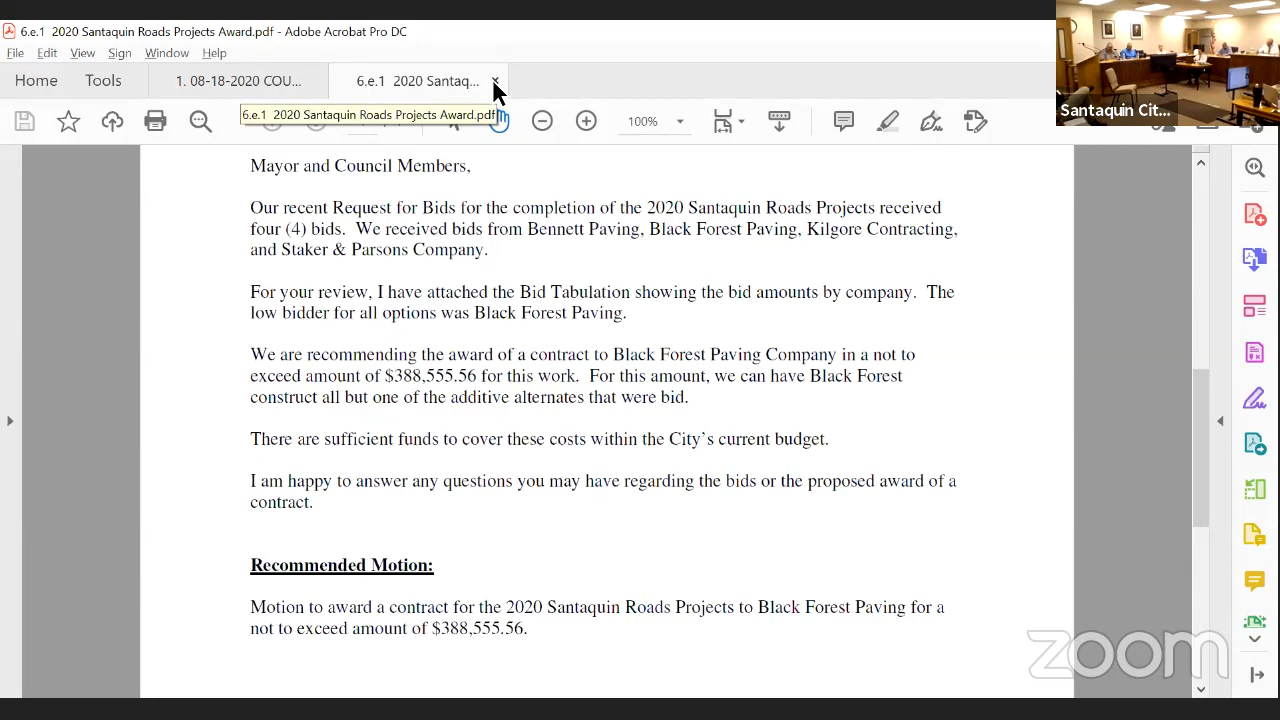 6.e.1 2020 Santaquin Roads Projects Award.pdf - Adobe Acrobat Pro DC
File Edit View Sign Window Help
Home Tools 1. 08-18-2020 COU... 6.e.1 2020 Santaq...
6.e.1 2020 Santaquin Roads Projects Award.pdf
100%
Santaquin Cit...
Mayor and Council Members,
Our recent Request for Bids for the completion of the 2020 Santaquin Roads Projects received
four (4) bids. We received bids from Bennett Paving, Black Forest Paving, Kilgore Contracting,
and Staker & Parsons Company.
For your review, I have attached the Bid Tabulation showing the bid amounts by company. The
low bidder for all options was Black Forest Paving.
We are recommending the award of a contract to Black Forest Paving Company in a not to
exceed amount of $388,555.56 for this work. For this amount, we can have Black Forest
construct all but one of the additive alternates that were bid.
There are sufficient funds to cover these costs within the City's current budget.
I am happy to answer any questions you may have regarding the bids or the proposed award of a
contract.
Recommended Motion:
Motion to award a contract for the 2020 Santaquin Roads Projects to Black Forest Paving for a
not to exceed amount of $388,555.56.
zoom